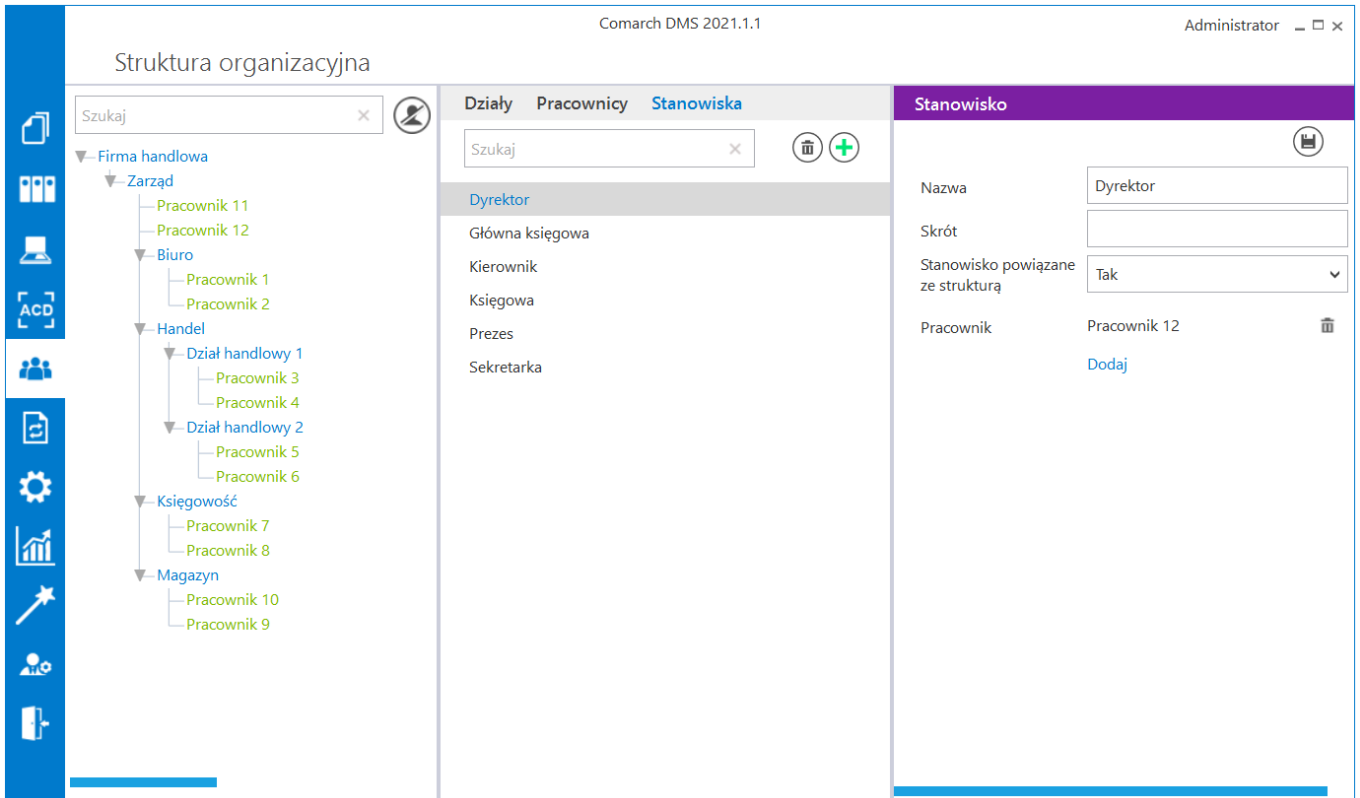 Comarch DMS 2021.1.1
Administrator
Struktura organizacyjna
ACD
Szukaj
Firma handlowa
Zarząd
Pracownik 11
Pracownik 12
Biuro
Pracownik 1
Pracownik 2
Handel
Dział handlowy 1
Pracownik 3
Pracownik 4
Dział handlowy 2
Pracownik 5
Pracownik 6
Księgowość
Pracownik 7
Pracownik 8
Magazyn
Pracownik 10
Pracownik 9
Działy Pracownicy Stanowiska
Szukaj
Dyrektor
Główna księgowa
Kierownik
Księgowa
Prezes
Sekretarka
Stanowisko
Nazwa Dyrektor
Skrót
Stanowisko powiązane
ze strukturą Tak
Pracownik Pracownik 12
Dodaj